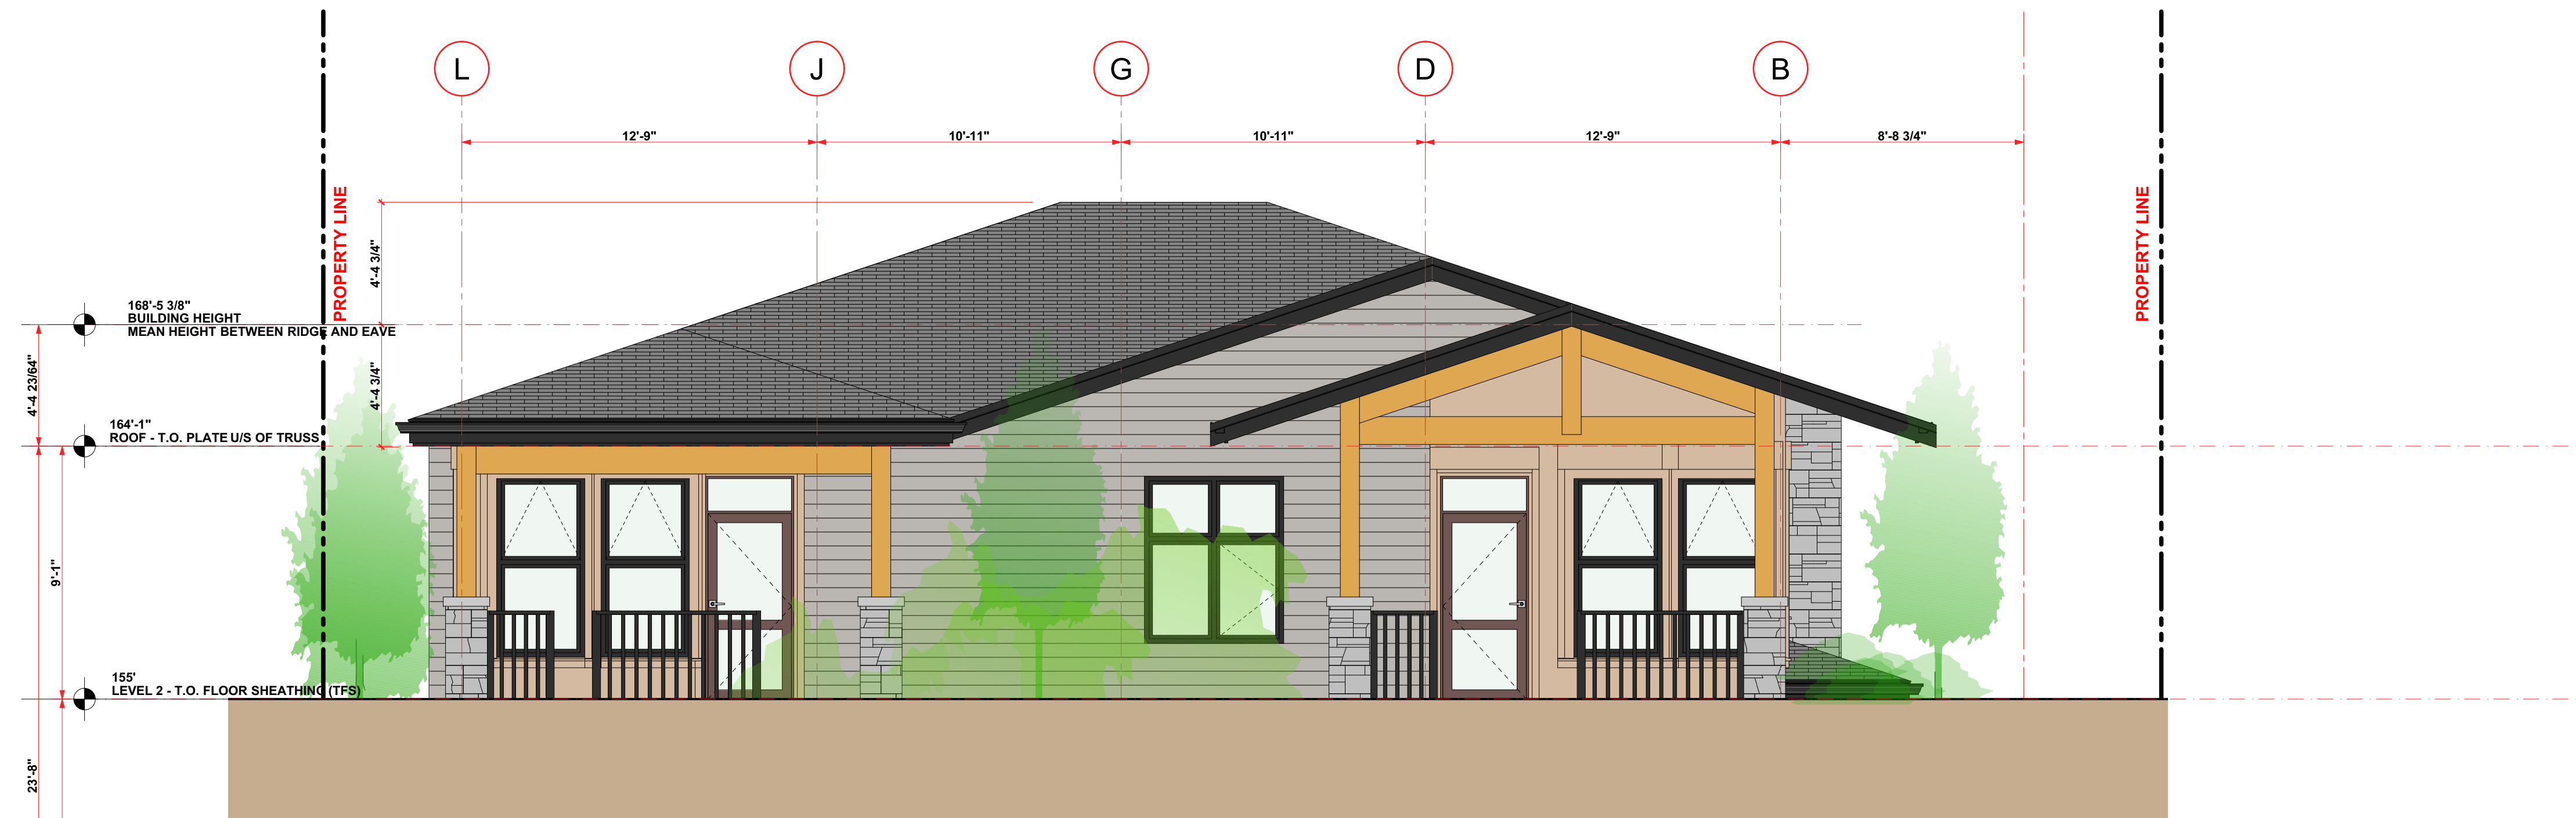 L
J
G
D
B
12'-9"
10'-11"
10'-11"
12'-9"
8'-8 3/4"
PROPERTY LINE
PROPERTY LINE
4'-4 3/4"
4'-4 3/4"
168'-5 3/8"
BUILDING HEIGHT
MEAN HEIGHT BETWEEN RIDGE AND EAVE
4'-4 23/64"
164'-1"
ROOF - T.O. PLATE U/S OF TRUSS
9'-1"
155'
LEVEL 2 - T.O. FLOOR SHEATHING (TFS)
23'-8"